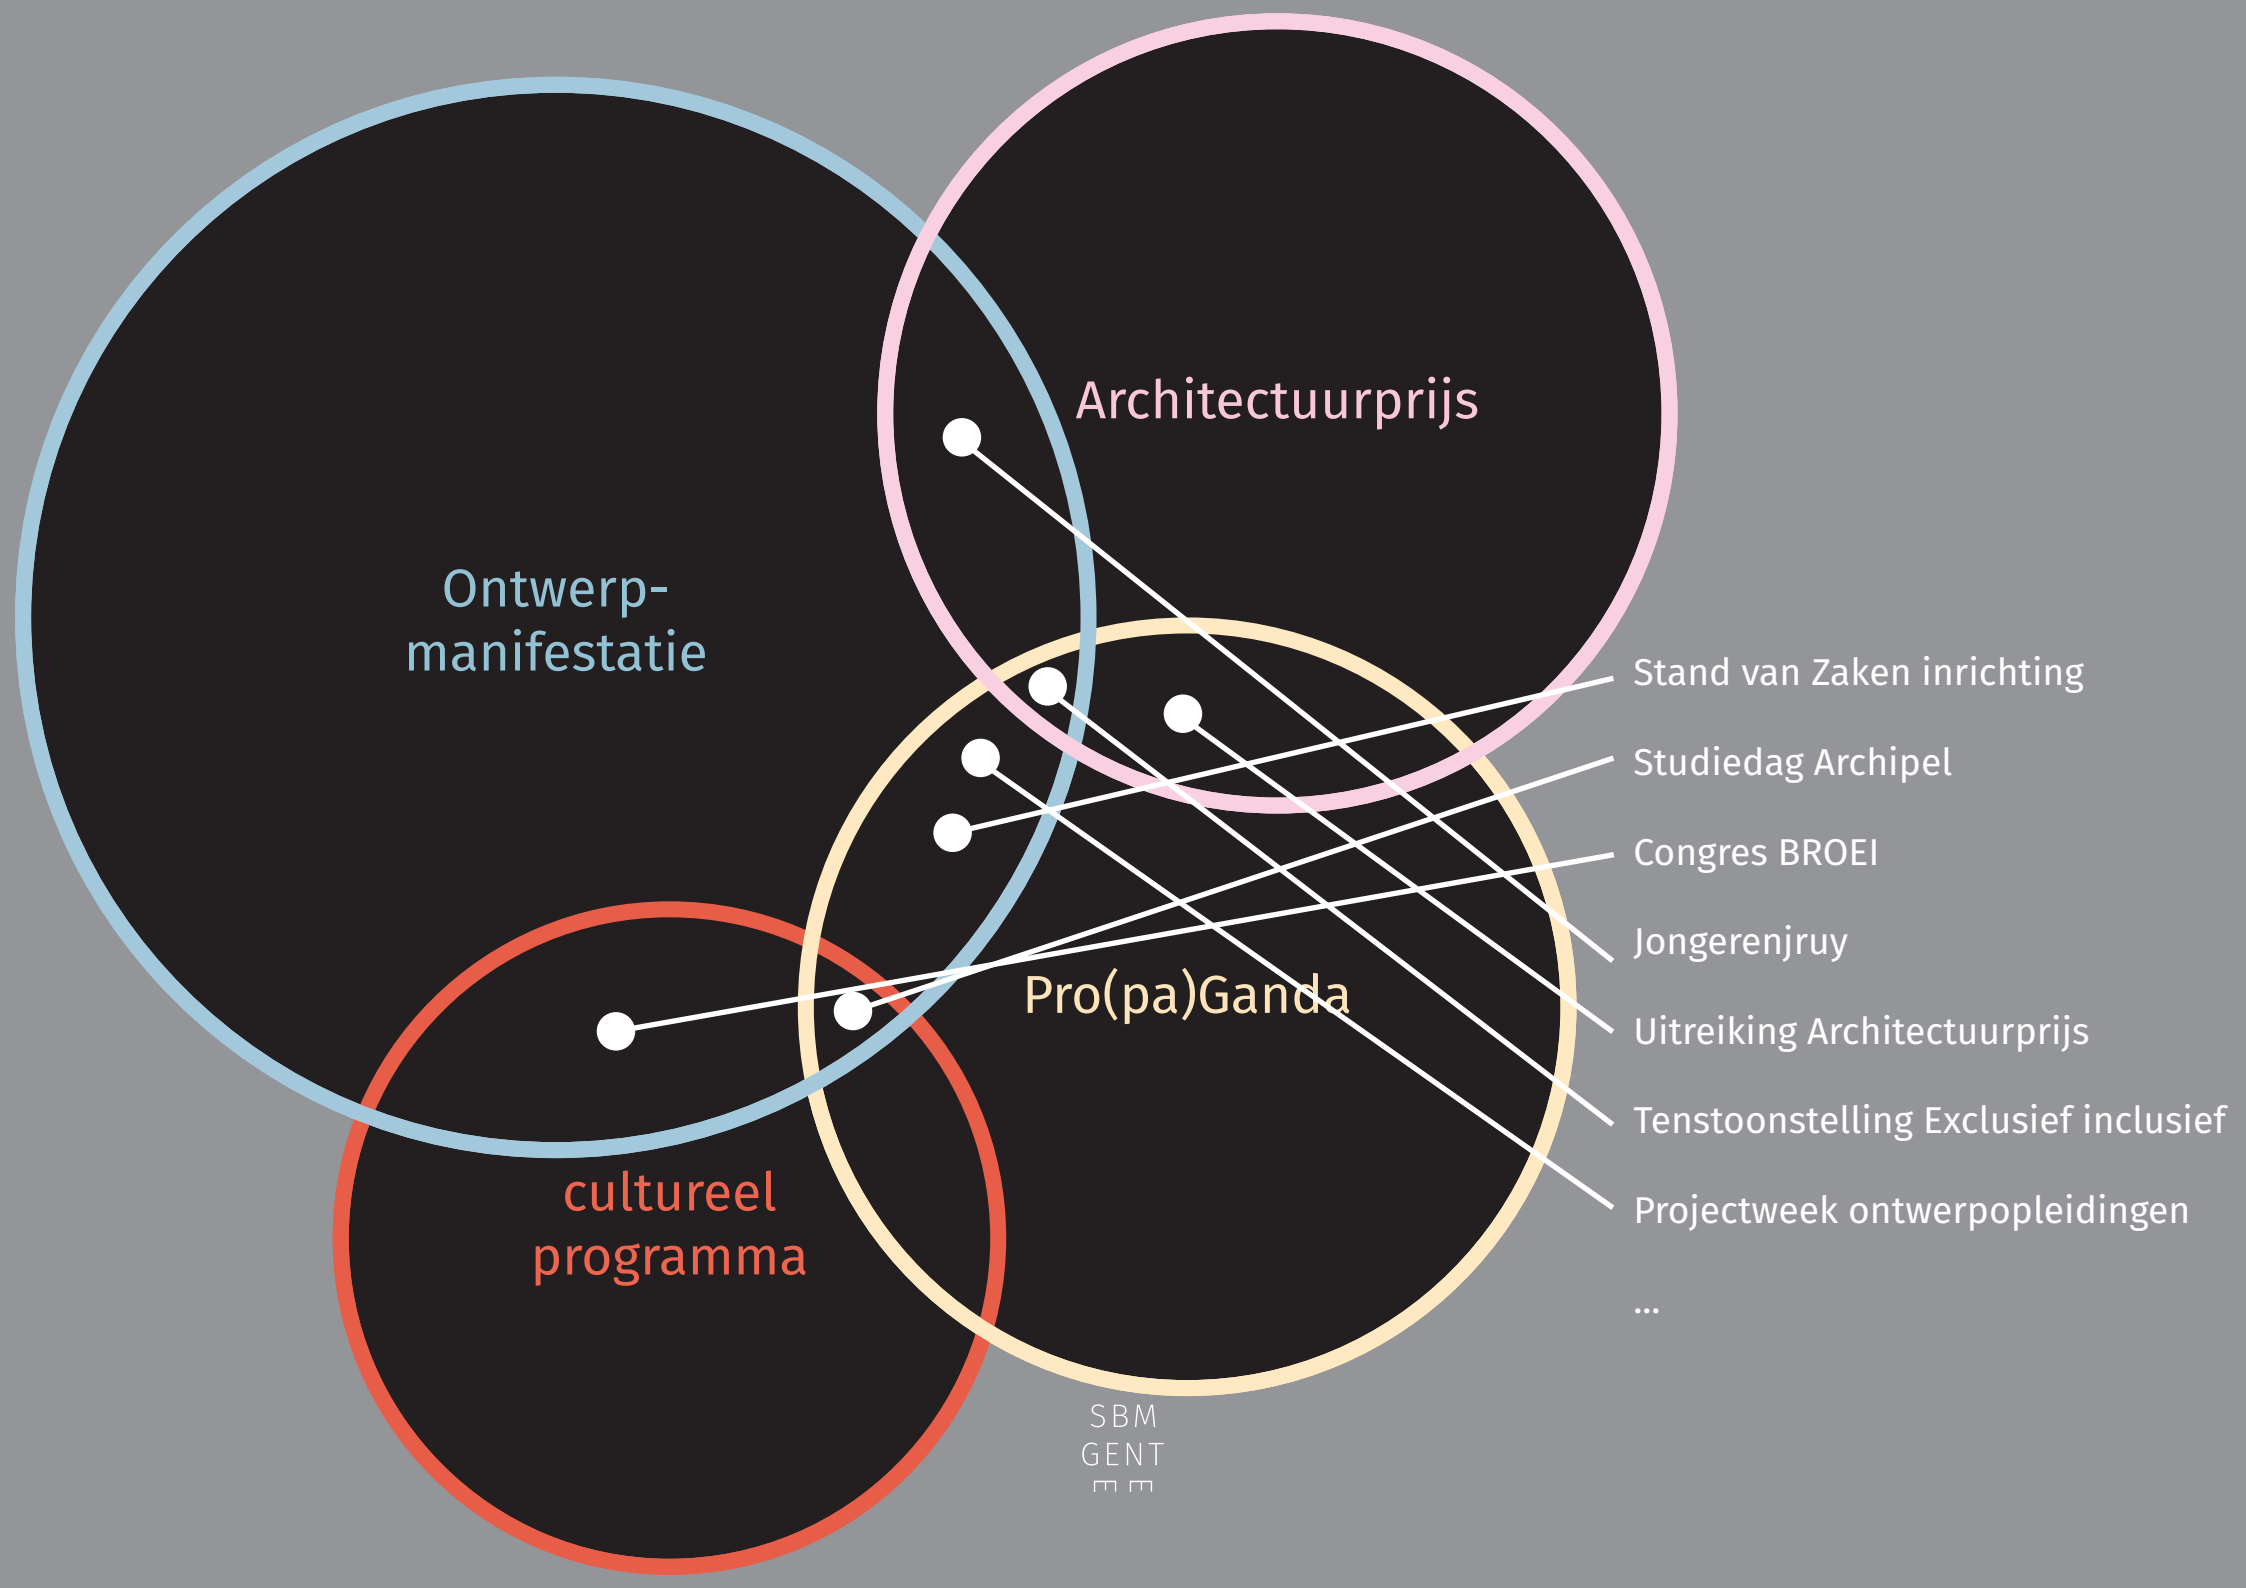 Architectuurprijs
Ontwerp-
manifestatie
Pro(pa)Ganda
cultureel
programma
Stand van Zaken inrichting
Studiedag Archipel
Congres BROEI
Jongerenjruy
Uitreiking Architectuurprijs
Tenstoonstelling Exclusief inclusief
Projectweek ontwerpopleidingen
...
SBM
GENT
E E